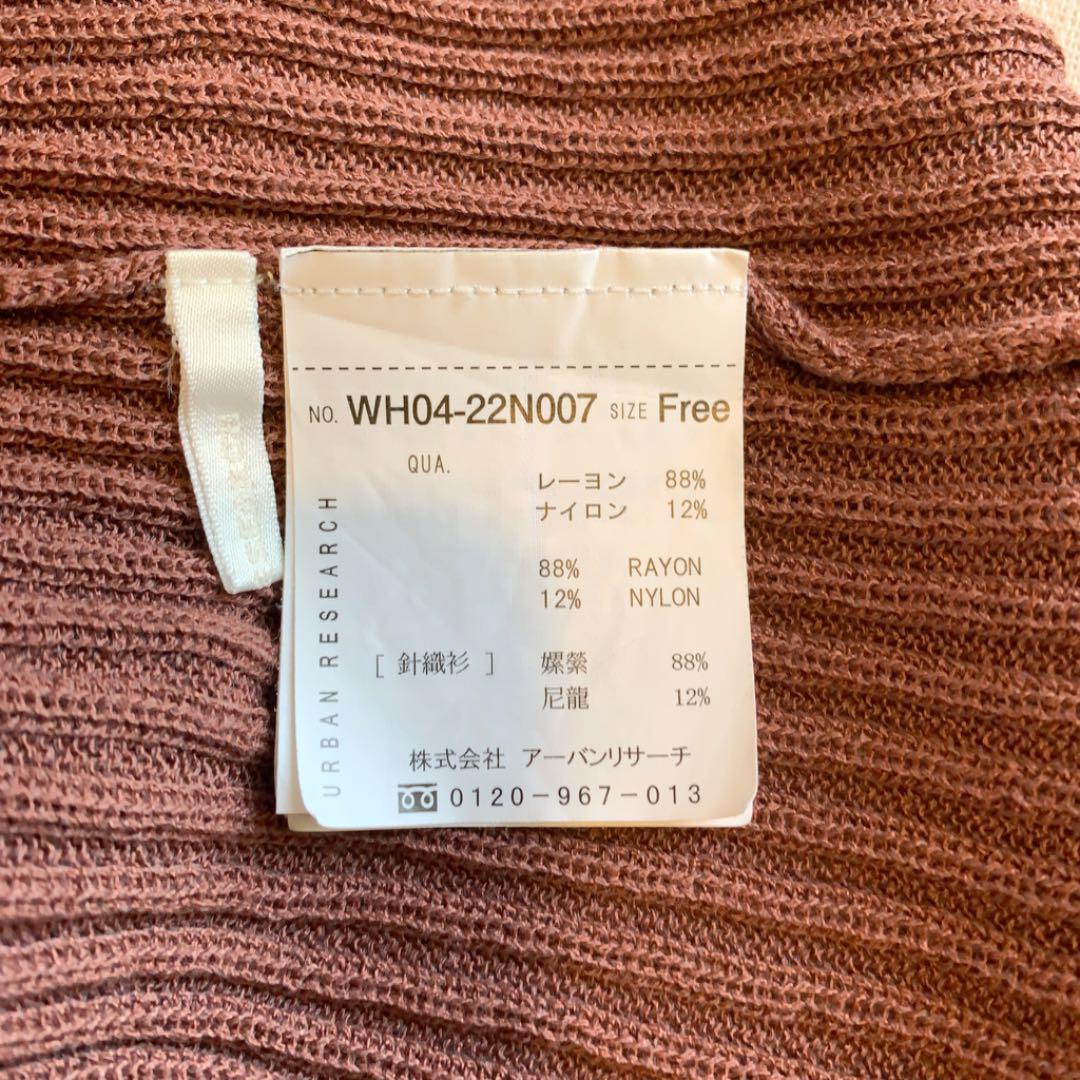 NO. WH04-22N007 SIZE Free
QUA.
レーヨン 88%
ナイロン 12%
88% RAYON
12% NYLON
[ 針織衫 ] 嫘縈 88%
尼龍 12%
株式会社 アーバンリサーチ
0120-967-013
URBAN RESEARCH